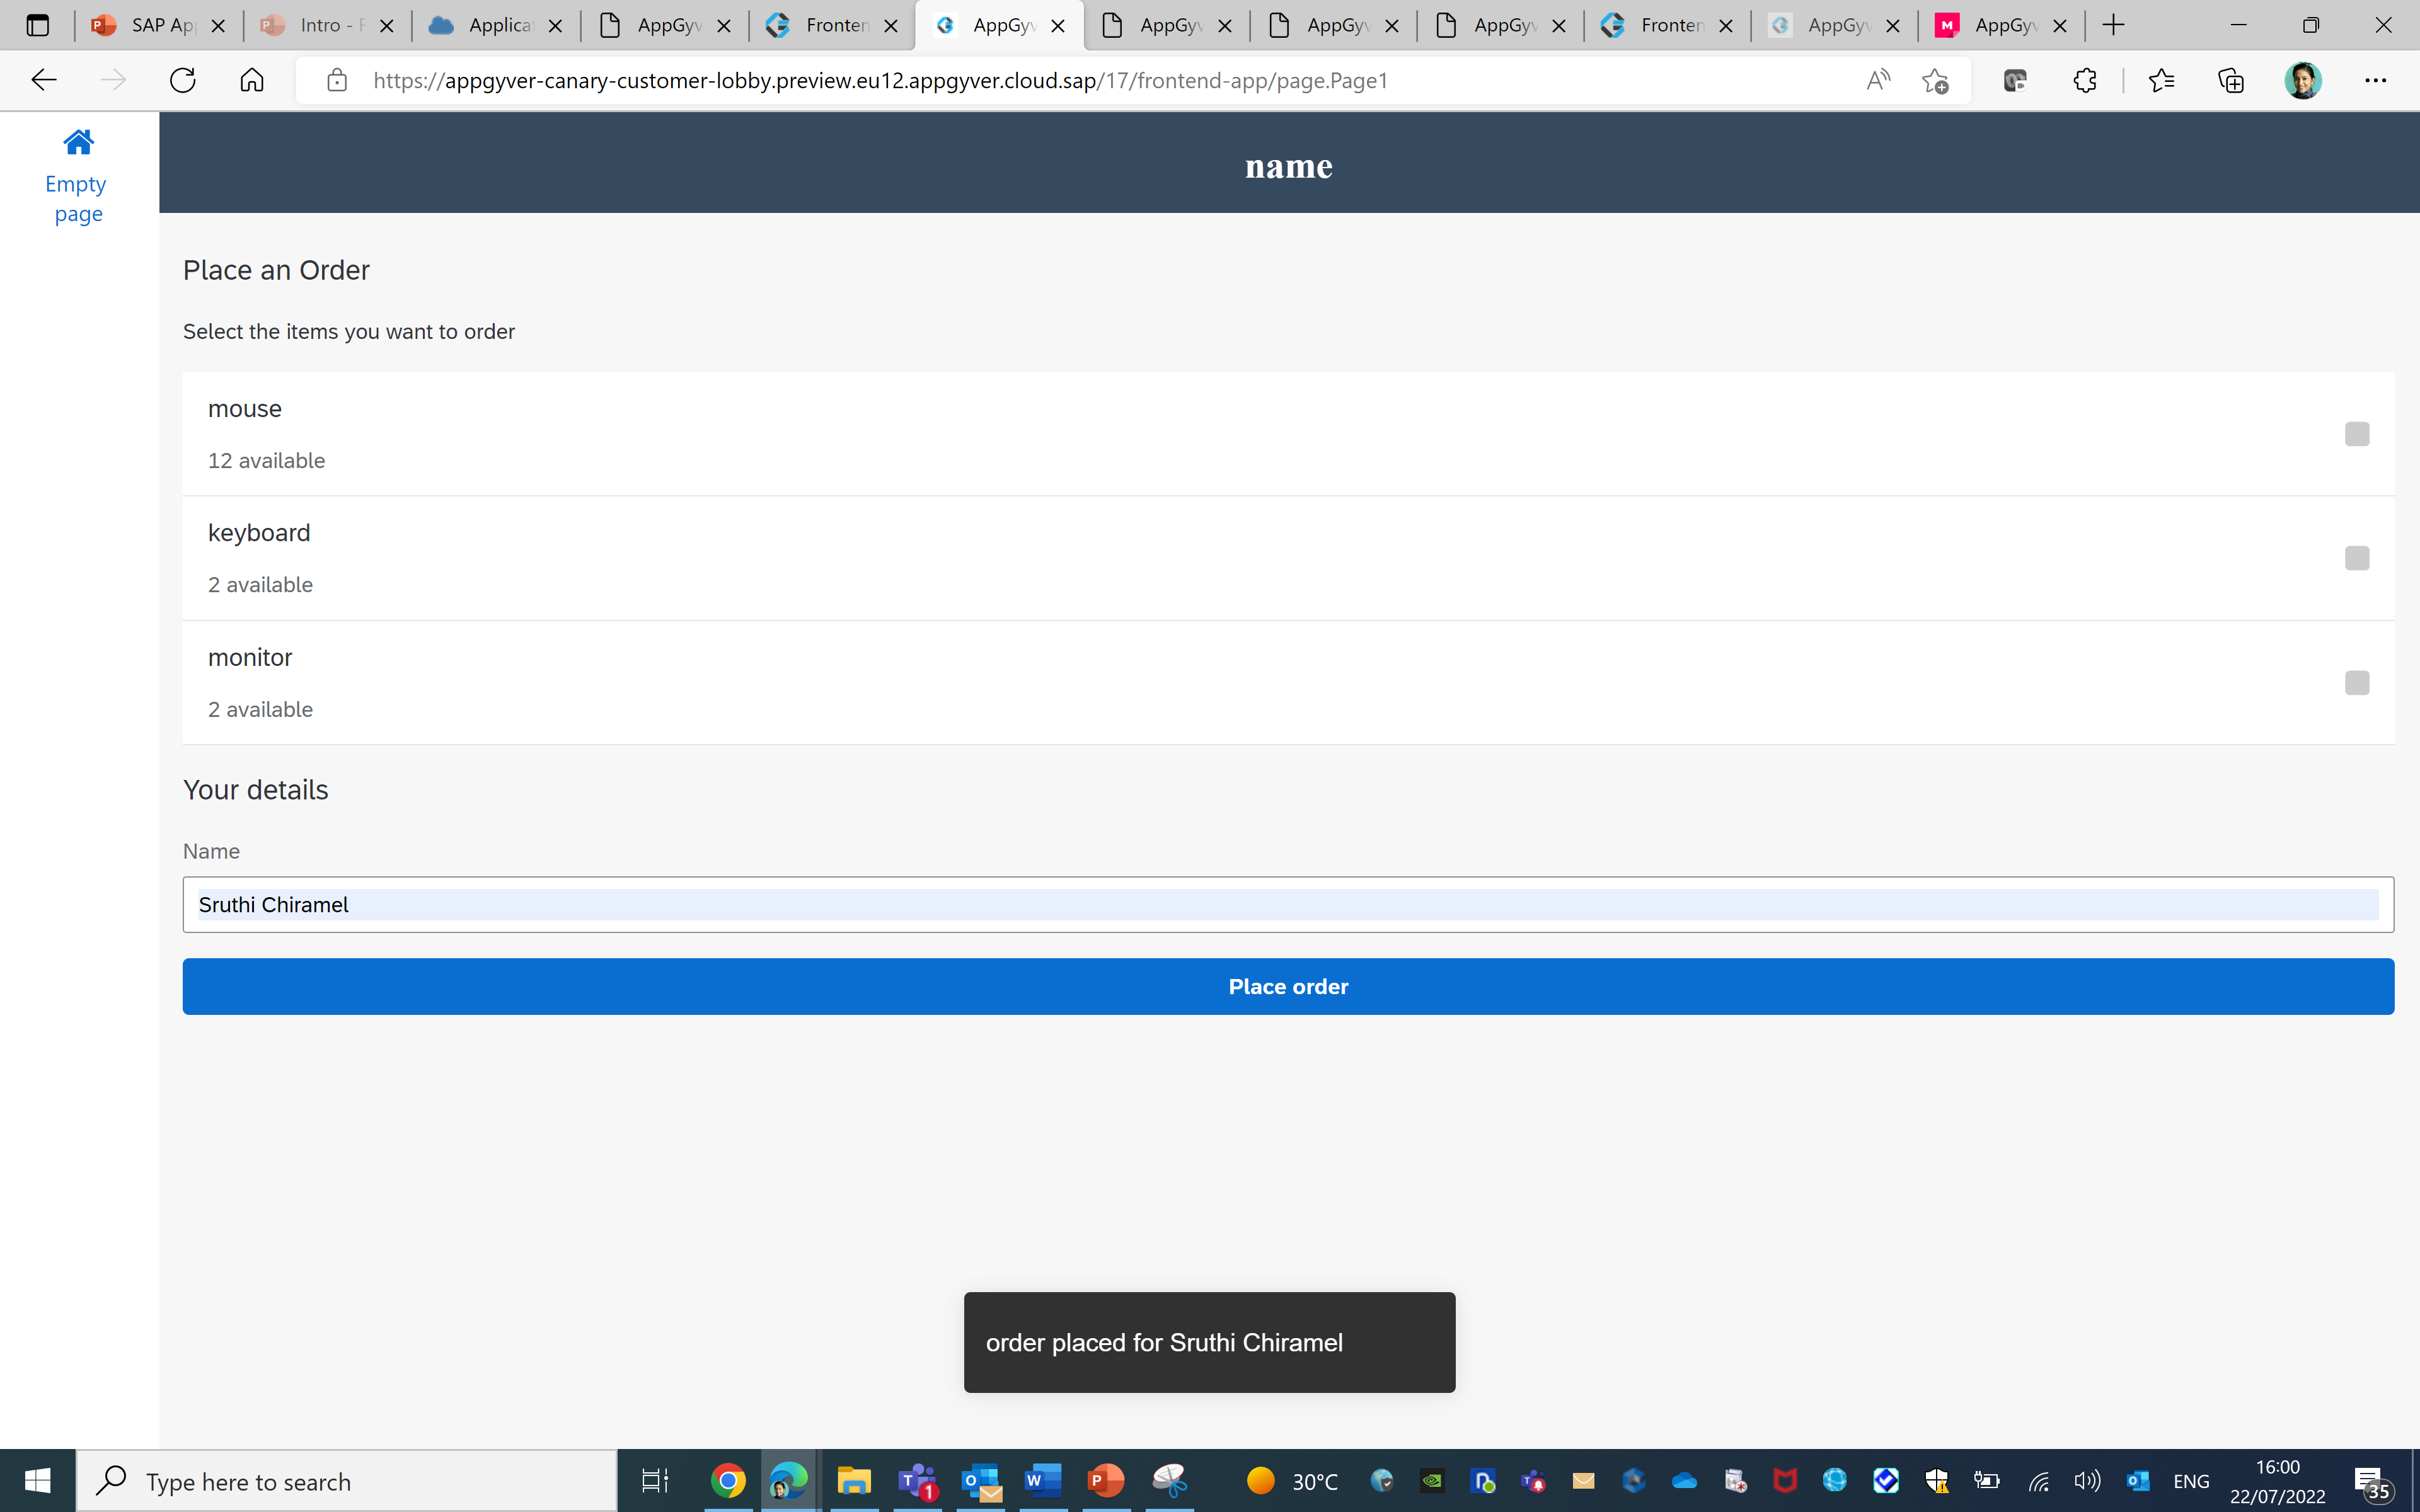 SAP Ap
Intro - F
Applica
AppGyv
Fronten
AppGyv
AppGyv
AppGyv
AppGyv
Fronten
AppGyv
AppGyv
https://appgyver-canary-customer-lobby.preview.eu12.appgyver.cloud.sap/17/frontend-app/page.Page1
Empty
page
name
Place an Order
Select the items you want to order
mouse
12 available
keyboard
2 available
monitor
2 available
Your details
Name
Sruthi Chiramel
Place order
order placed for Sruthi Chiramel
Type here to search
1
30°C
ENG
16:00
22/07/2022
35